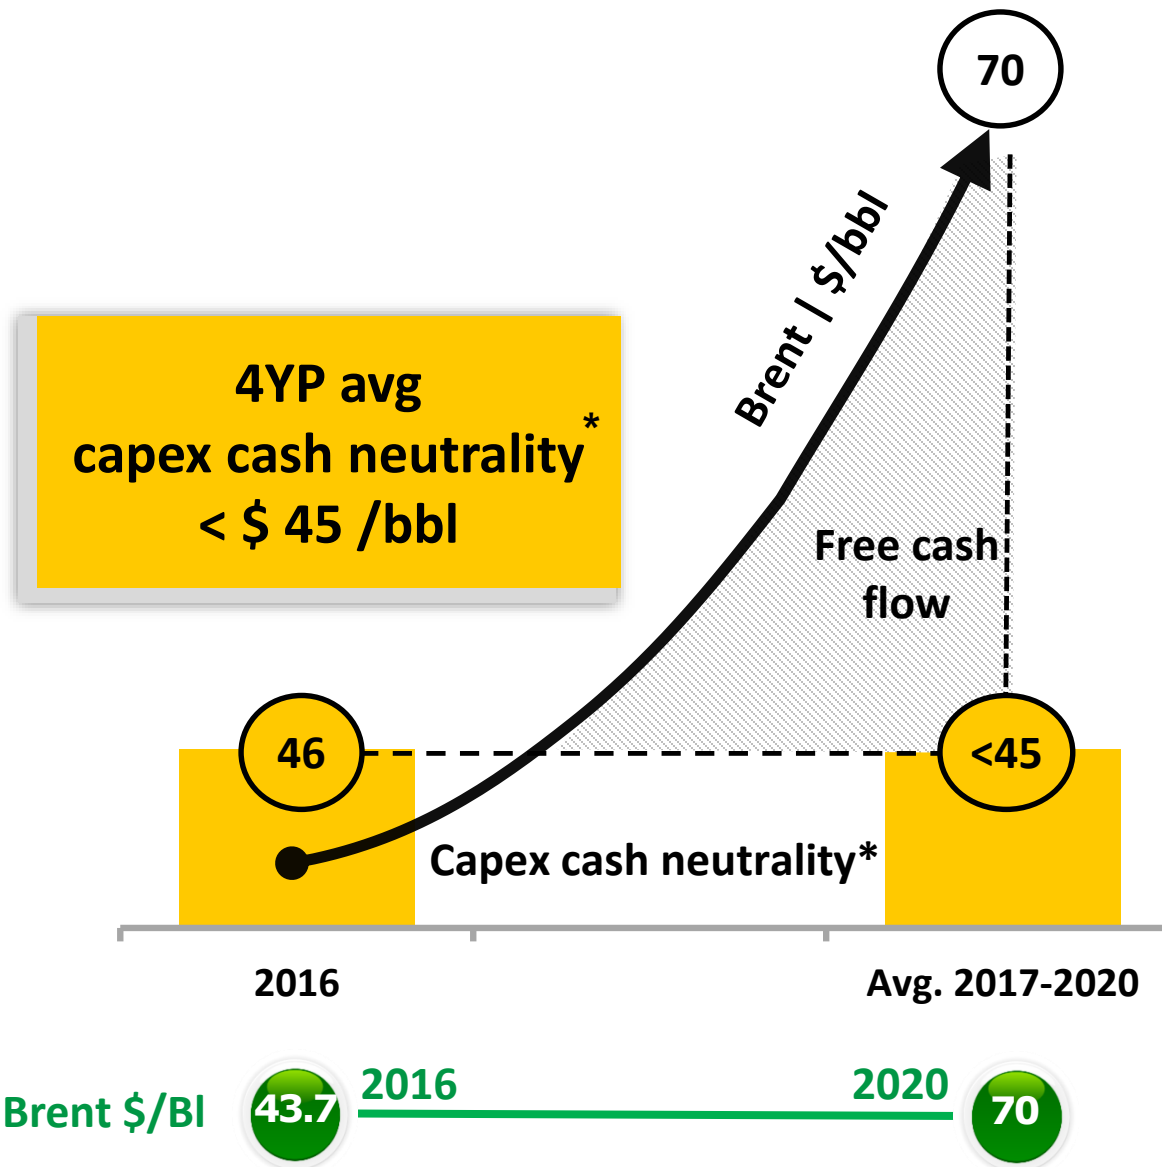 70
Brent | $/bbl
4YP avg
capex cash neutrality*
< $ 45 /bbl
Free cash
flow
46
<45
Capex cash neutrality*
2016
Avg. 2017-2020
2016
2020
Brent $/Bl
43.7
70